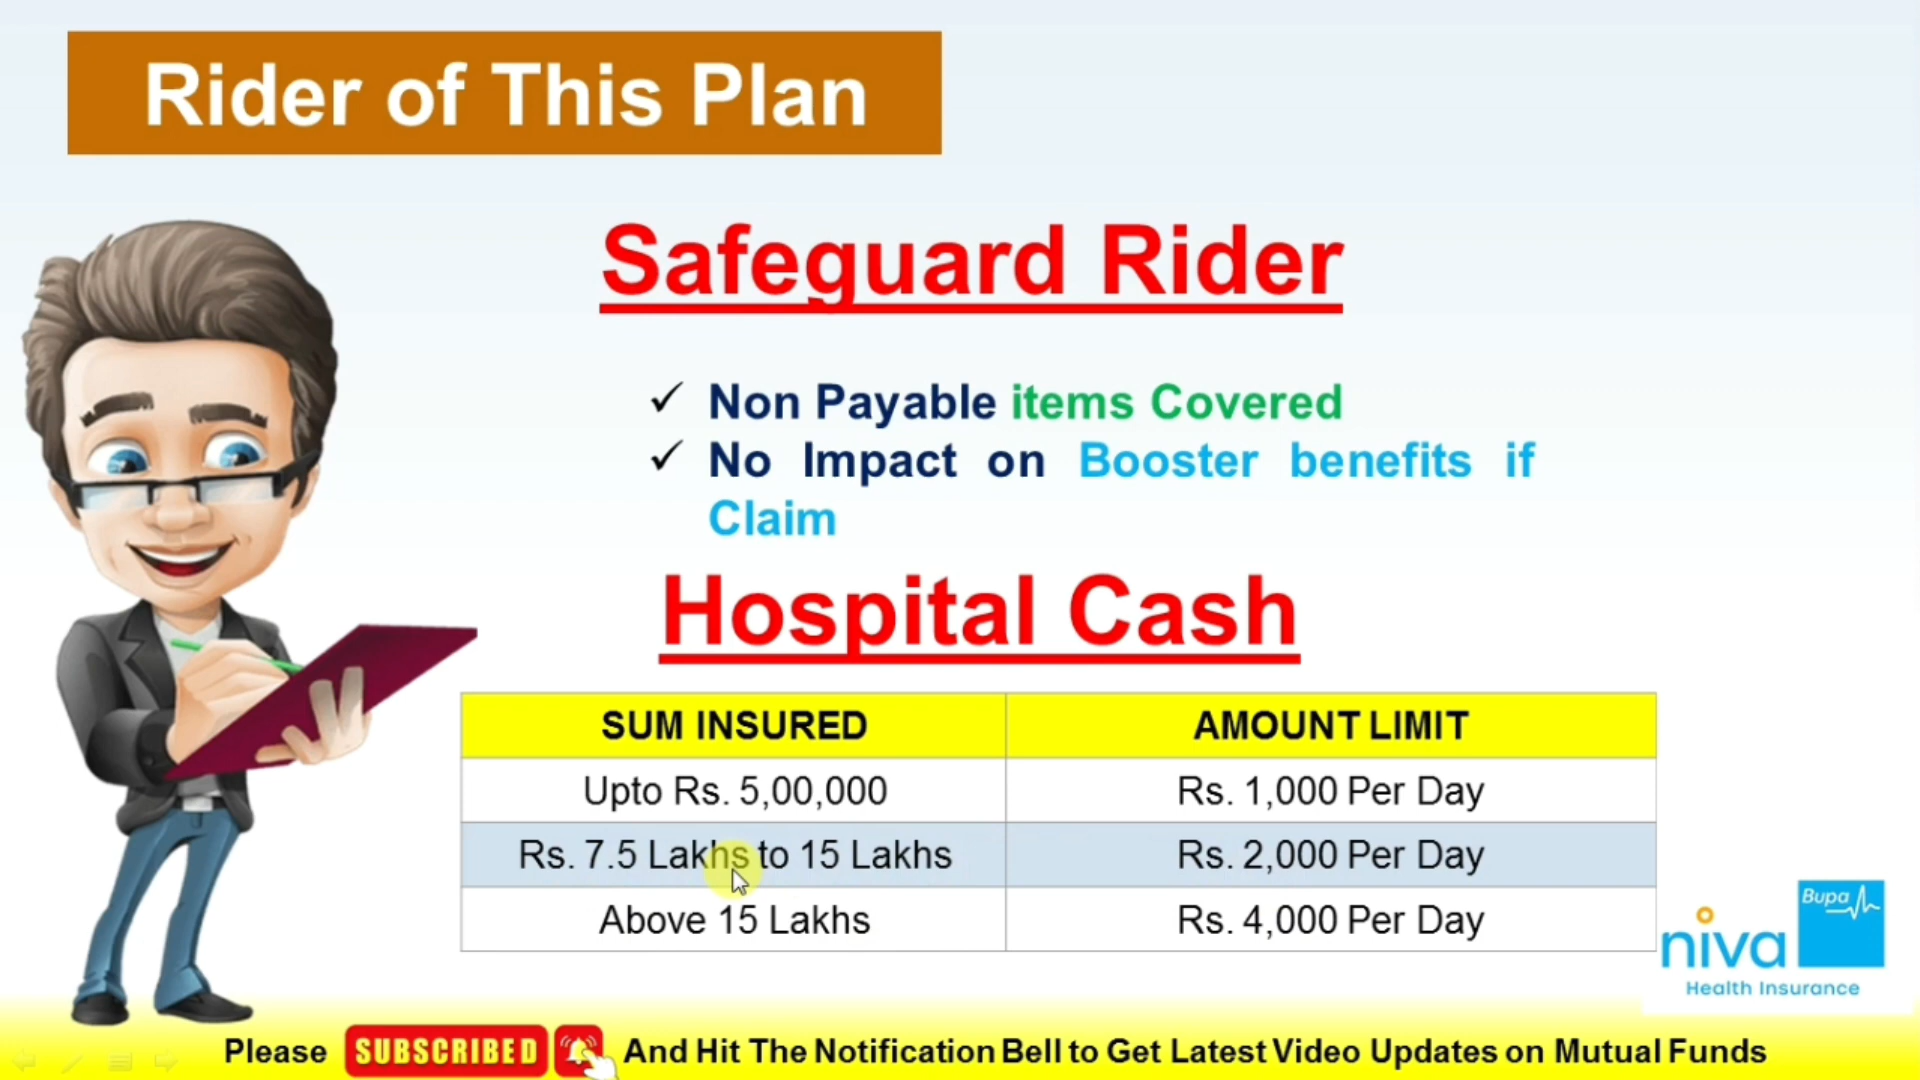 Rider of This Plan
Safeguard Rider
✓ Non Payable items Covered
✓ No Impact on Booster benefits if
Claim
Hospital Cash
SUM INSURED AMOUNT LIMIT
Upto Rs. 5,00,000 Rs. 1,000 Per Day
Rs. 7.5 Lakhs to 15 Lakhs Rs. 2,000 Per Day
Above 15 Lakhs Rs. 4,000 Per Day
Bupa
niva
Health Insurance
Please SUBSCRIBED And Hit The Notification Bell to Get Latest Video Updates on Mutual Funds